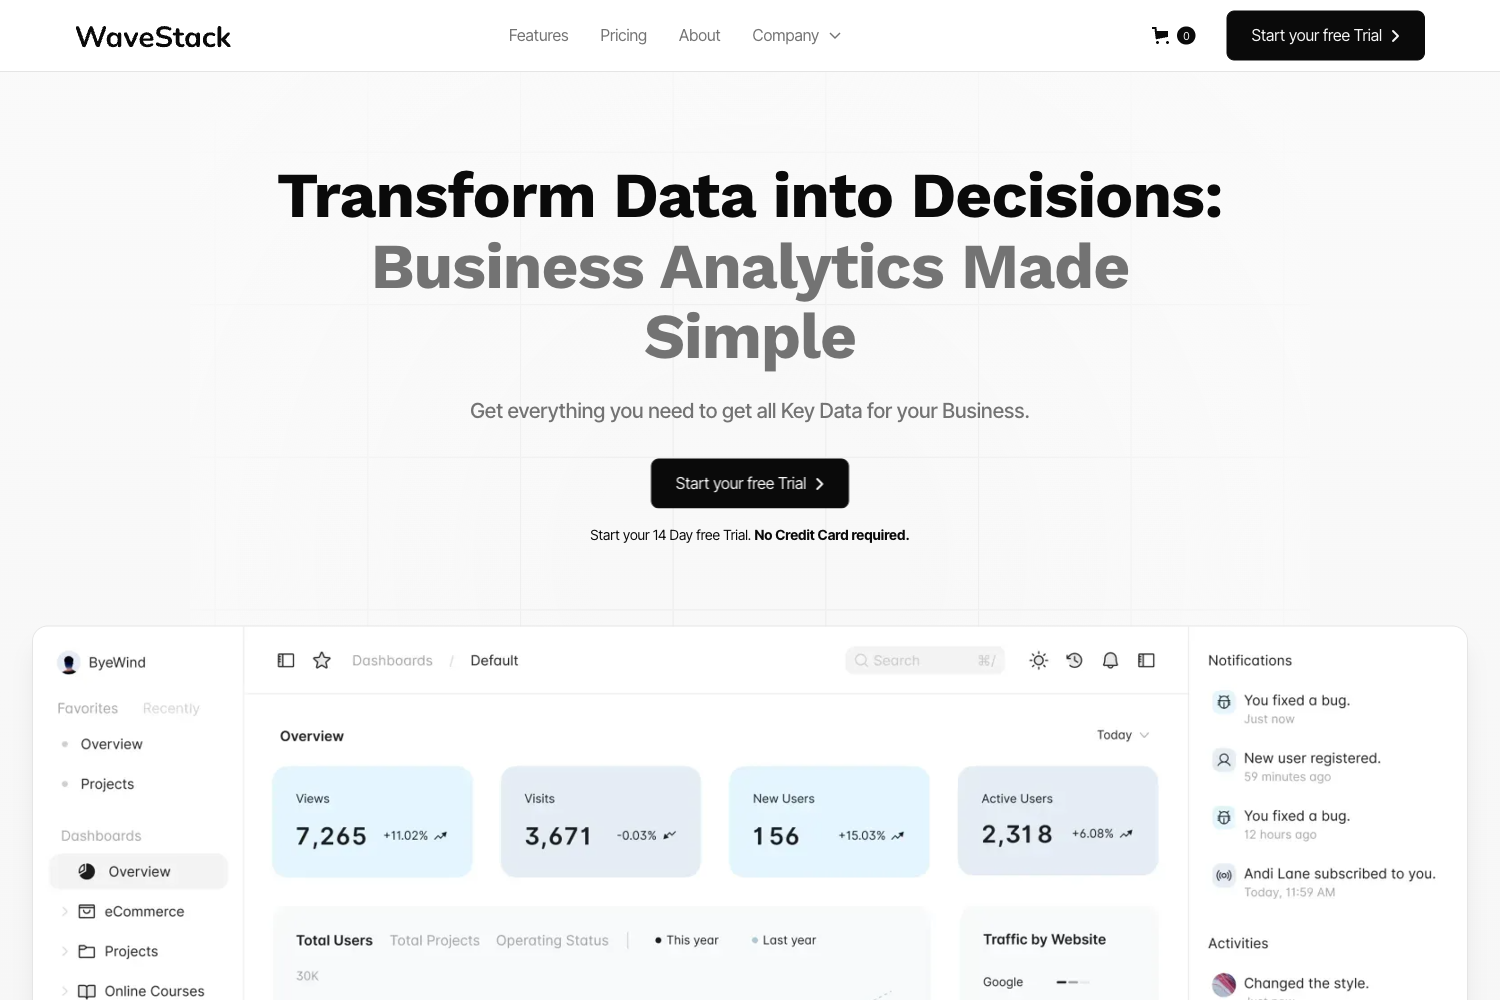 WaveStack
Features
Pricing
About
Company
0
Start your free Trial
Transform Data into Decisions:
Business Analytics Made
Simple
Get everything you need to get all Key Data for your Business.
Start your free Trial
Start your 14 Day free Trial. No Credit Card required.
ByeWind
Favorites
Recently
Overview
Projects
Dashboards
Overview
eCommerce
Projects
Online Courses
Dashboards / Default
Search ⌘/
Overview
Today
Views
7,265 +11.02%
Visits
3,671 -0.03%
New Users
156 +15.03%
Active Users
2,318 +6.08%
Total Users
Total Projects
Operating Status
This year
Last year
30K
Traffic by Website
Google
Notifications
You fixed a bug.
Just now
New user registered.
59 minutes ago
You fixed a bug.
12 hours ago
Andi Lane subscribed to you.
Today, 11:59 AM
Activities
Changed the style.